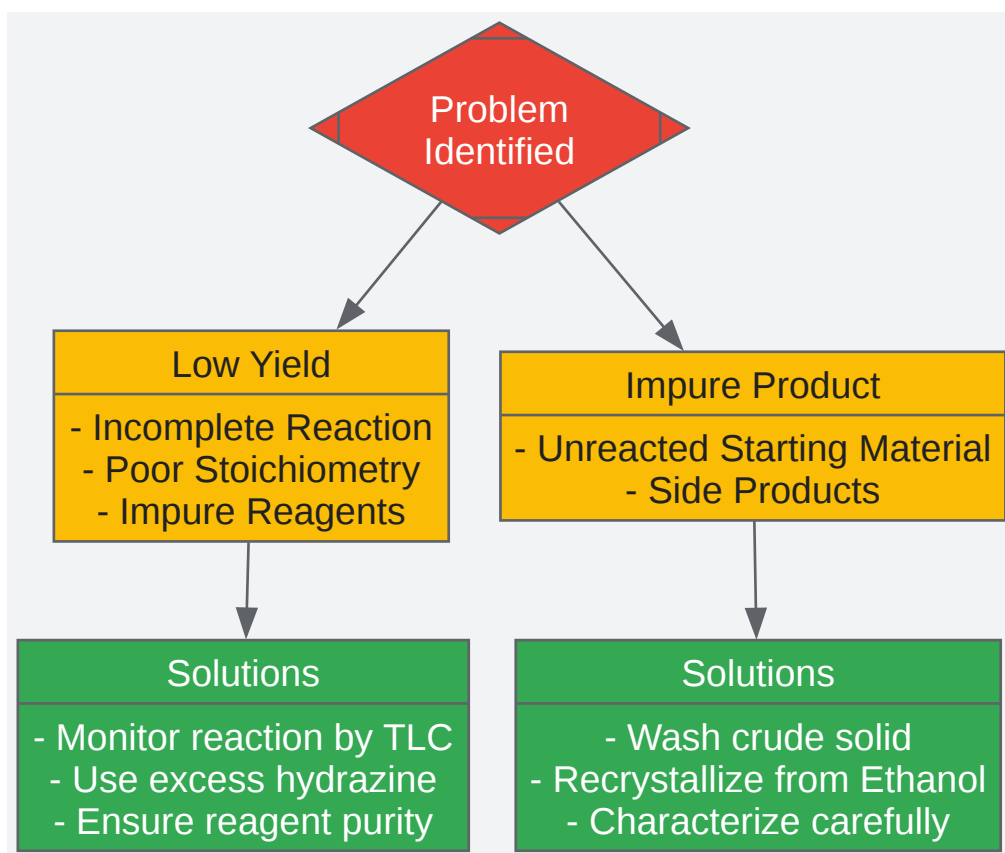 Problem
Identified
Low Yield
- Incomplete Reaction
- Poor Stoichiometry
- Impure Reagents
Impure Product
- Unreacted Starting Material
- Side Products
Solutions
- Monitor reaction by TLC
- Use excess hydrazine
- Ensure reagent purity
Solutions
- Wash crude solid
- Recrystallize from Ethanol
- Characterize carefully